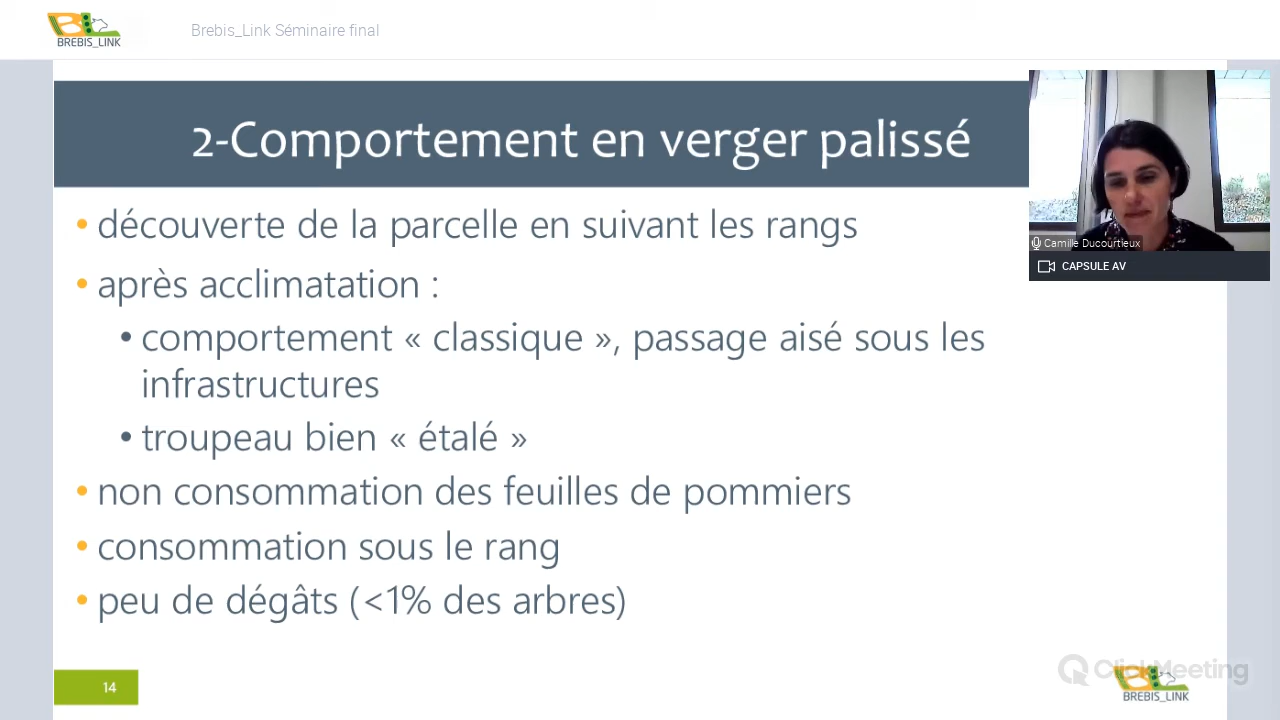 BL
BREBIS_LINK
Brebis_Link Séminaire final
2-Comportement en verger palissé
• découverte de la parcelle en suivant les rangs
• après acclimatation :
• comportement « classique », passage aisé sous les
infrastructures
• troupeau bien « étalé »
• non consommation des feuilles de pommiers
• consommation sous le rang
• peu de dégâts (<1% des arbres)
Camille Ducourtieux
CAPSULE AV
14
ClickMeeting
BL
BREBIS_LINK